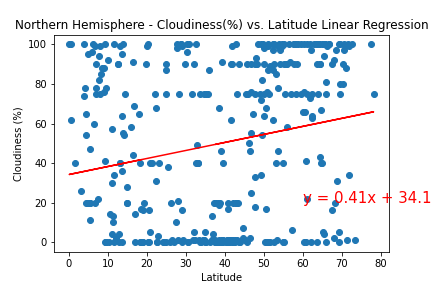 Northern Hemisphere - Cloudiness(%) vs. Latitude Linear Regression
100
80
60
40
20
0
Cloudiness (%)
y = 0.41x + 34.1
0 10 20 30 40 50 60 70 80
Latitude